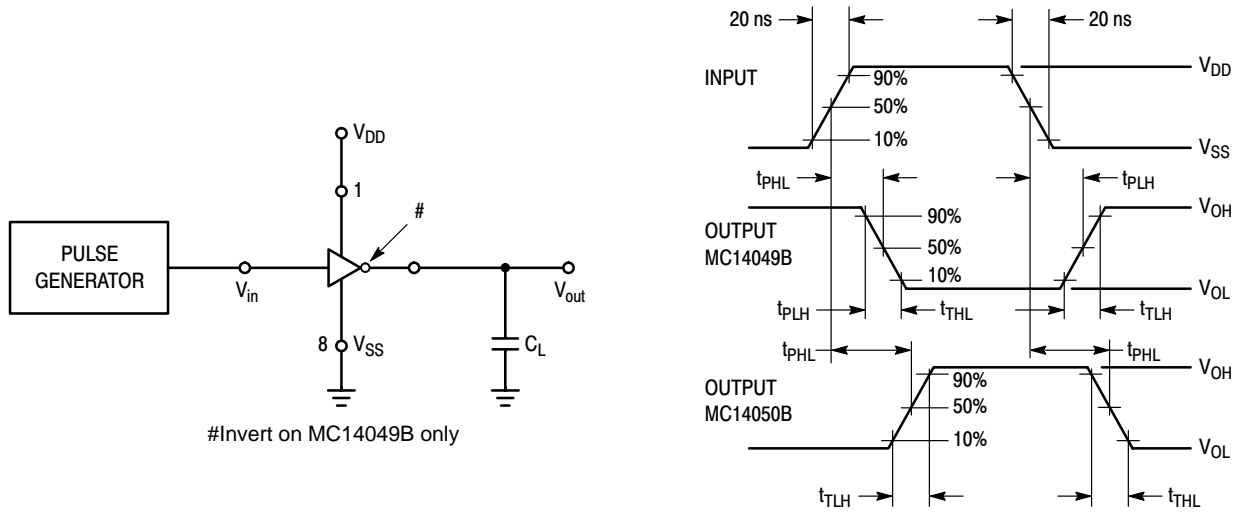 V_DD
1
#
PULSE
GENERATOR
V_in
V_out
8 V_SS
C_L
#Invert on MC14049B only
20 ns 20 ns
INPUT
V_DD
90%
50%
10%
V_SS
t_PHL t_PLH
OUTPUT
MC14049B
V_OH
90%
50%
10%
V_OL
t_PLH t_THL t_TLH
t_PHL t_PHL
OUTPUT
MC14050B
V_OH
90%
50%
10%
V_OL
t_TLH t_THL